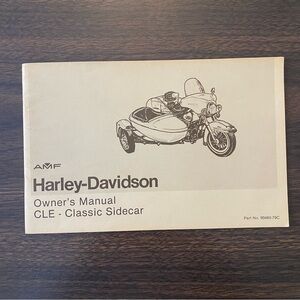 AMF
Harley-Davidson
Owner's Manual
CLE - Classic Sidecar
Part No. 99460-79C